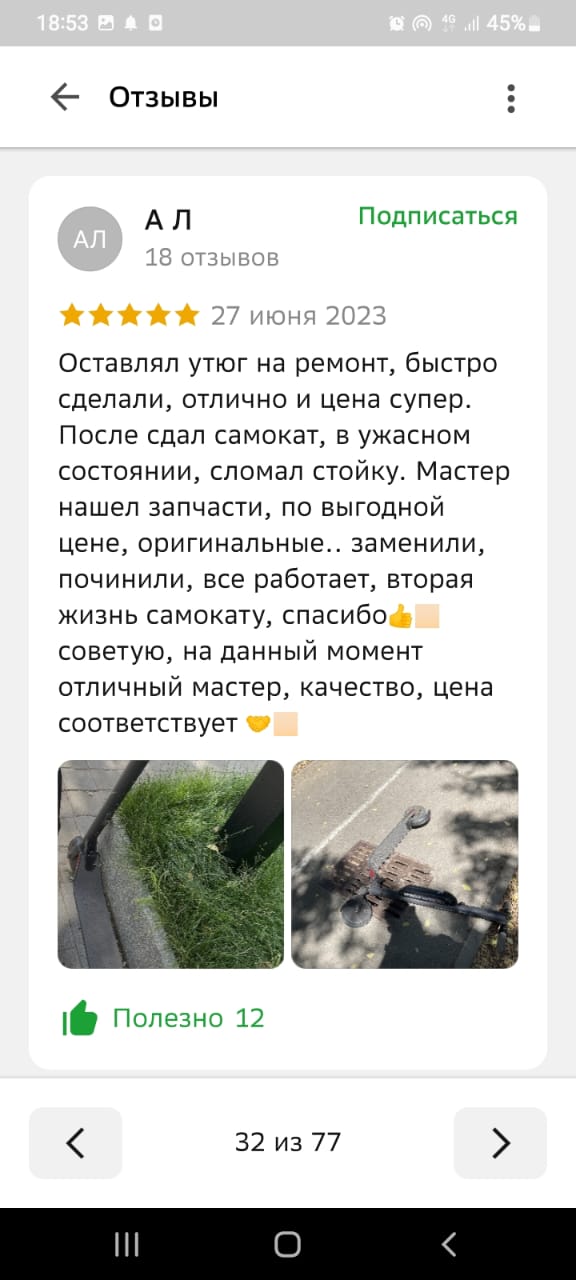 18:53
4G
45%
Отзывы
АЛ
А Л
Подписаться
18 отзывов
27 июня 2023
Оставлял утюг на ремонт, быстро
сделали, отлично и цена супер.
После сдал самокат, в ужасном
состоянии, сломал стойку. Мастер
нашел запчасти, по выгодной
цене, оригинальные.. заменили,
починили, все работает, вторая
жизнь самокату, спасибо👍🏻
советую, на данный момент
отличный мастер, качество, цена
соответствует 🤝🏻
Полезно 12
32 из 77